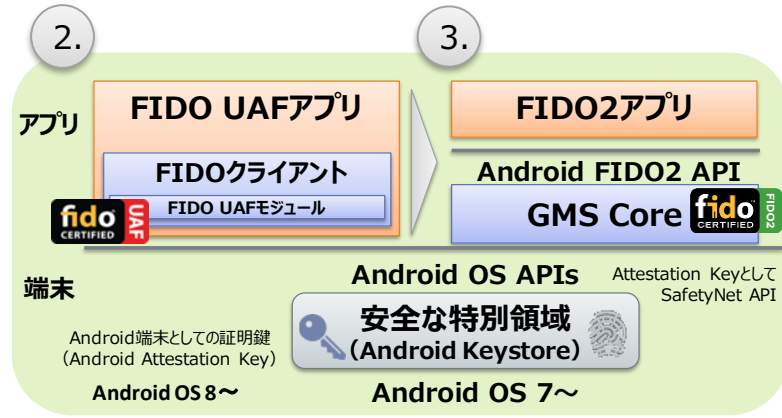 2.
3.
アプリ
FIDO UAFアプリ
FIDOクライアント
FIDO UAFモジュール
fido
CERTIFIED
UAF
FIDO2アプリ
Android FIDO2 API
GMS Core
fido
CERTIFIED
FIDO2
端末
Android OS APIs
Attestation Keyとして
SafetyNet API
安全な特別領域
（Android Keystore）
Android端末としての証明鍵
（Android Attestation Key）
Android OS 8～
Android OS 7～